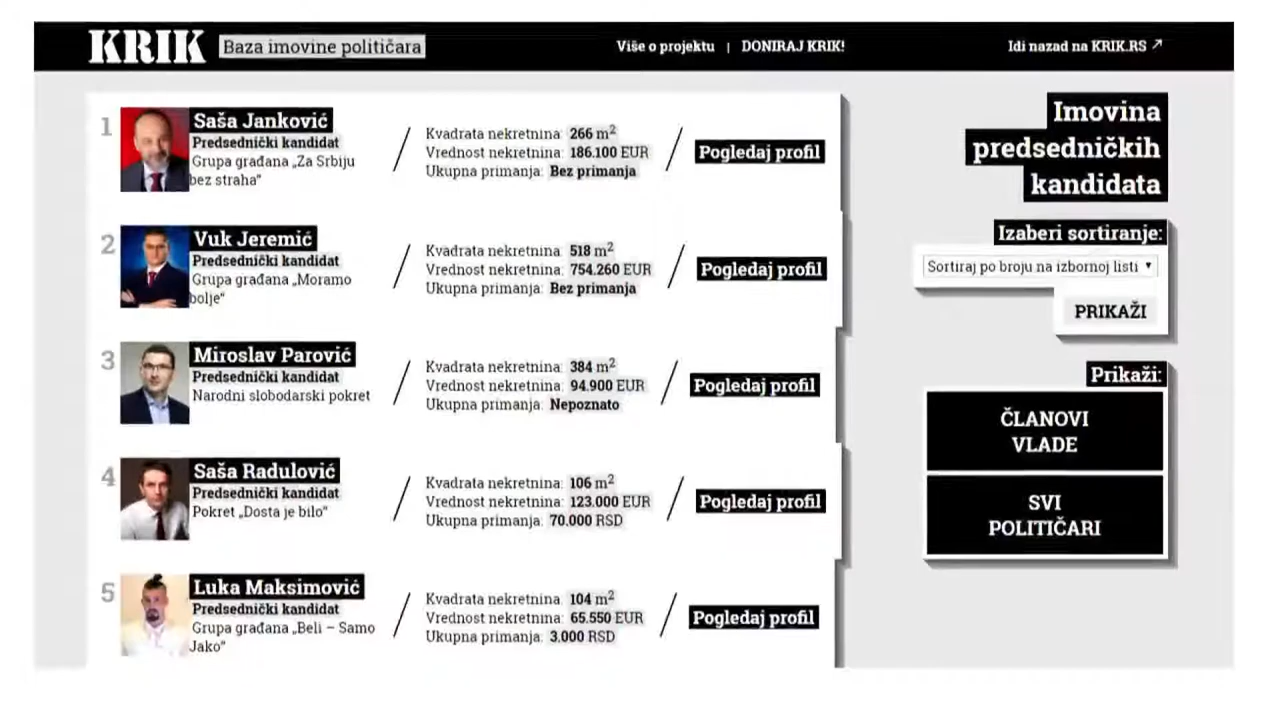 KRIK Baza imovine političara
Više o projektu | DONIRAJ KRIK!
Idi nazad na KRIK.RS ↗
1
Saša Janković
Predsednički kandidat
Grupa građana „Za Srbiju
bez straha“
Kvadrata nekretnina: 266 m²
Vrednost nekretnina: 186.100 EUR
Ukupna primanja: Bez primanja
Pogledaj profil
2
Vuk Jeremić
Predsednički kandidat
Grupa građana „Moramo
bolje“
Kvadrata nekretnina: 518 m²
Vrednost nekretnina: 754.260 EUR
Ukupna primanja: Bez primanja
Pogledaj profil
3
Miroslav Parović
Predsednički kandidat
Narodni slobodarski pokret
Kvadrata nekretnina: 384 m²
Vrednost nekretnina: 94.900 EUR
Ukupna primanja: Nepoznato
Pogledaj profil
4
Saša Radulović
Predsednički kandidat
Pokret „Dosta je bilo“
Kvadrata nekretnina: 106 m²
Vrednost nekretnina: 123.000 EUR
Ukupna primanja: 70.000 RSD
Pogledaj profil
5
Luka Maksimović
Predsednički kandidat
Grupa građana „Beli – Samo
Jako“
Kvadrata nekretnina: 104 m²
Vrednost nekretnina: 65.550 EUR
Ukupna primanja: 3.000 RSD
Pogledaj profil
Imovina
predsedničkih
kandidata
Izaberi sortiranje:
Sortiraj po broju na izbornoj listi
PRIKAŽI
Prikaži:
ČLANOVI
VLADE
SVI
POLITIČARI